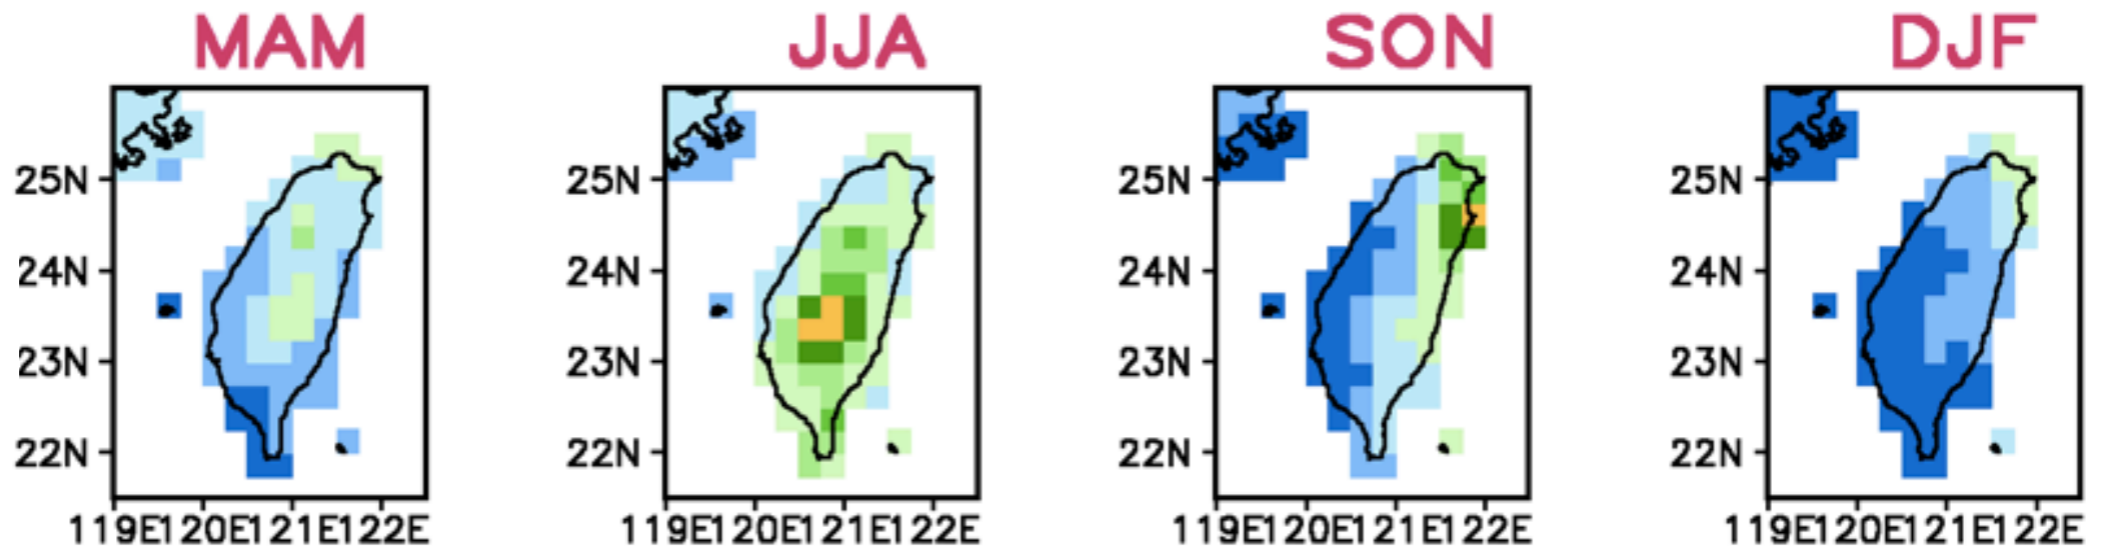 MAM JJA SON DJF
25N 25N 25N 25N
24N 24N 24N 24N
23N 23N 23N 23N
22N 22N 22N 22N
119E120E121E122E 119E120E121E122E 119E120E121E122E 119E120E121E122E